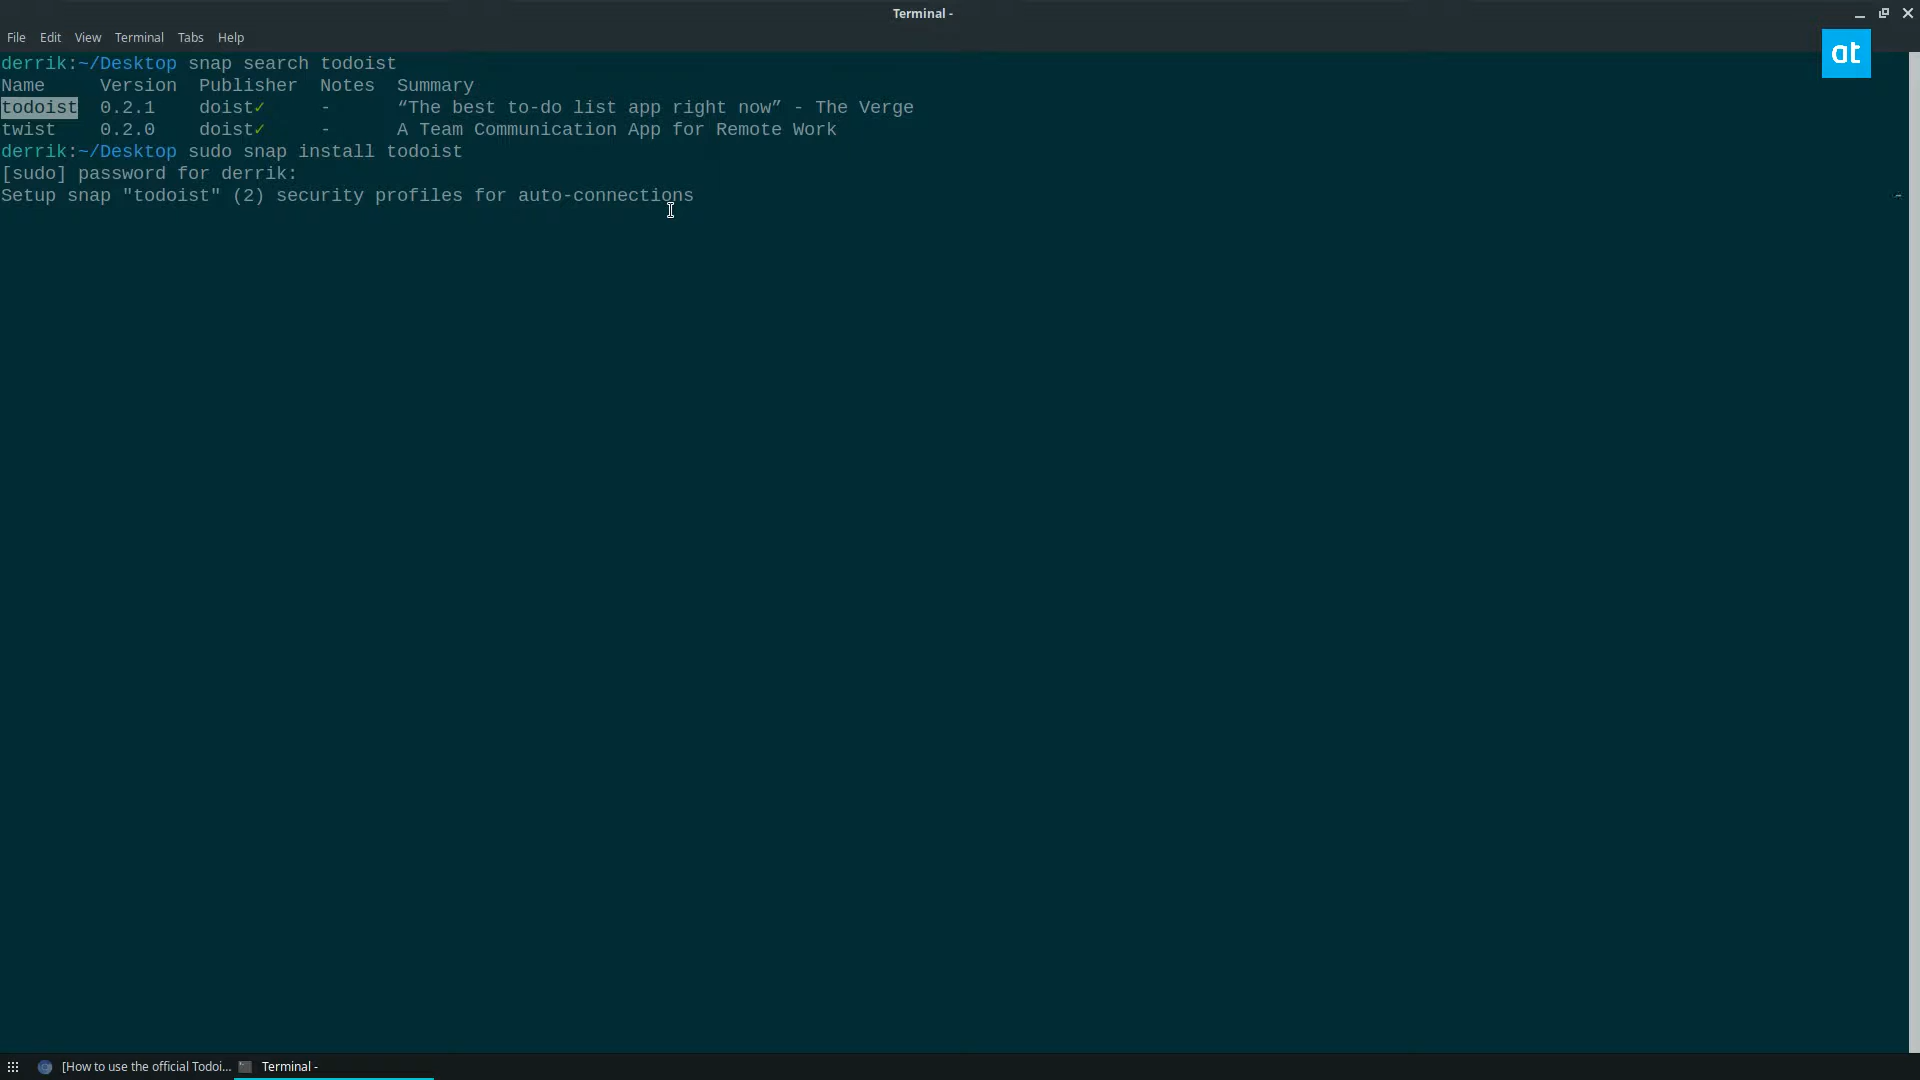 Terminal -
File Edit View Terminal Tabs Help
at
derrik:~/Desktop snap search todoist
Name Version Publisher Notes Summary
todoist 0.2.1 doist✓ - “The best to-do list app right now” - The Verge
twist 0.2.0 doist✓ - A Team Communication App for Remote Work
derrik:~/Desktop sudo snap install todoist
[sudo] password for derrik:
Setup snap "todoist" (2) security profiles for auto-connections -
[How to use the official Todoi... Terminal -